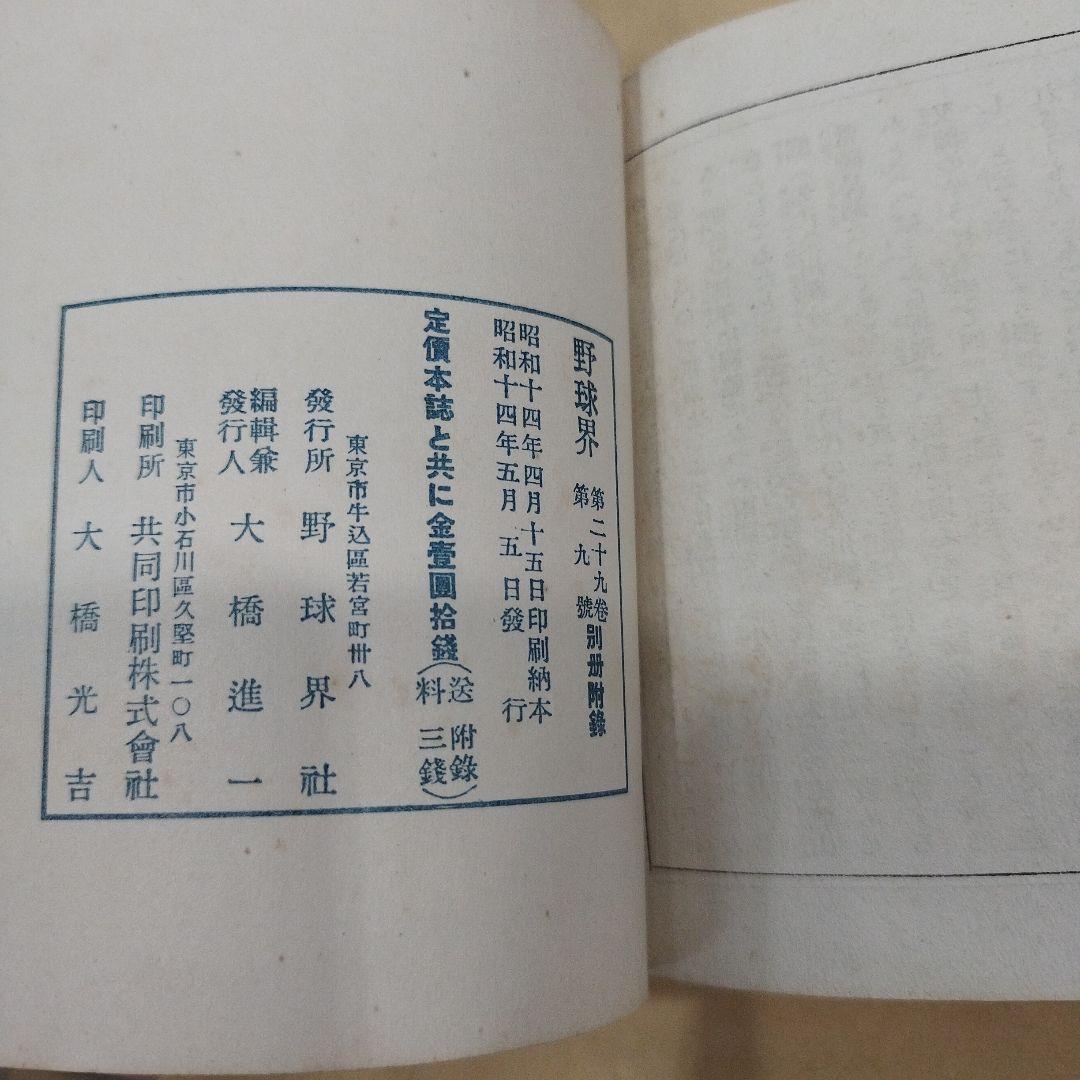 野球界 第二十九卷 第九號 別册附錄
昭和十四年四月十五日印刷納本
昭和十四年五月五日發行
定價本誌と共に金壹圓拾錢(送料 附錄三錢)
東京市牛込區若宮町卅八
發行所 野球界社
編輯兼發行人 大橋進一
東京市小石川區久堅町一〇八
印刷所 共同印刷株式會社
印刷人 大橋光吉